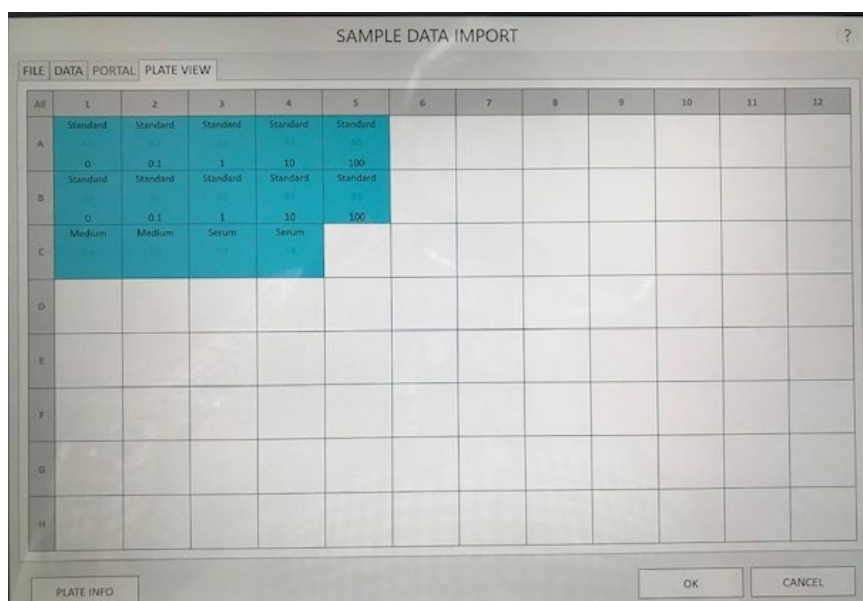 SAMPLE DATA IMPORT ?
FILE DATA PORTAL PLATE VIEW
All 1 2 3 4 5 6 7 8 9 10 11 12
Standard Standard Standard Standard Standard
A
0 0.1 1 10 100
Standard Standard Standard Standard Standard
B
0 0.1 1 10 100
Medium Medium Serum Serum
C
D
E
F
G
H
PLATE INFO OK CANCEL